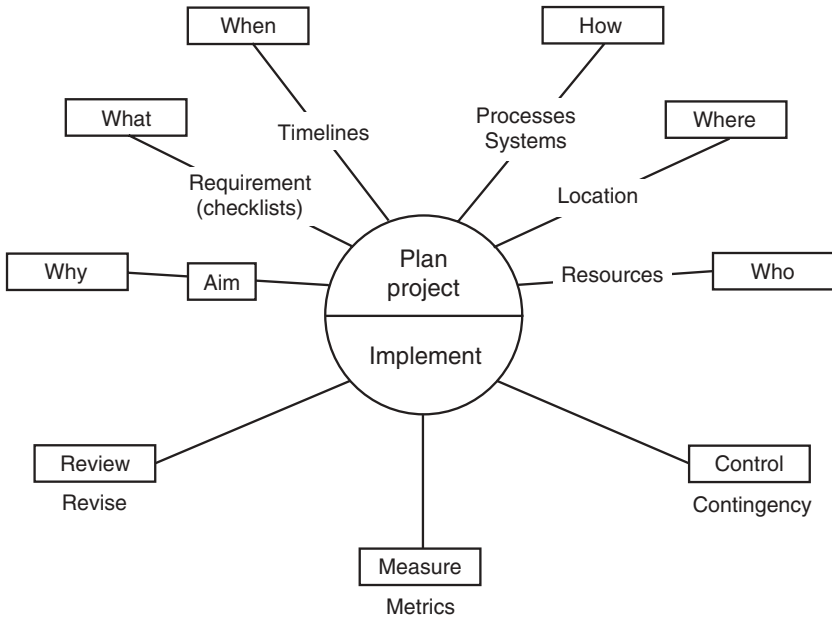 When
How
What
Where
Timelines
Processes
Systems
Requirement
(checklists)
Location
Why
Aim
Plan
project
Resources
Who
Implement
Review
Revise
Control
Contingency
Measure
Metrics